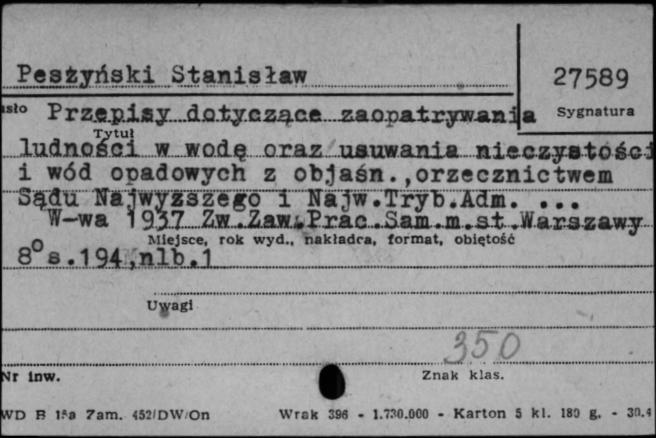 Pesżyński Stanisław
27589
Sygnatura
Przepisy dotyczące zaopatrywania
Tytuł
ludności w wodę oraz usuwania nieczystości
i wód opadowych z objaśn.,orzecznictwem
Sądu Najwyższego i Najw.Tryb.Adm. ...
W-wa 1937 Zw.Zaw.Prac.Sam.m.st.Warszawy
Miejsce, rok wyd., nakładca, format, objętość
8° s.194,nlb.1
Uwagi
350
Nr inw.
Znak klas.
WD B 15a Zam. 452/DW/On Wrak 396 - 1.730.000 - Karton 5 kl. 180 g. - 30.4